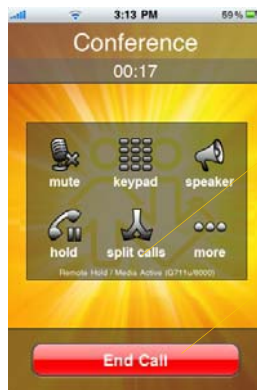 3:13 PM 59%
Conference
00:17
mute keypad speaker
hold split calls more
Remote Hold / Media Active (G711u/8000)
End Call